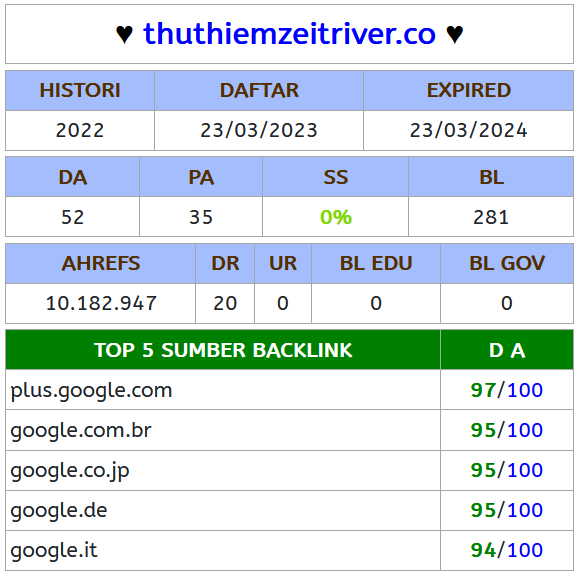 ♥ thuthiemzeitriver.co ♥
HISTORI DAFTAR EXPIRED
2022 23/03/2023 23/03/2024
DA PA SS BL
52 35 0% 281
AHREFS DR UR BL EDU BL GOV
10.182.947 20 0 0 0
TOP 5 SUMBER BACKLINK D A
plus.google.com 97/100
google.com.br 95/100
google.co.jp 95/100
google.de 95/100
google.it 94/100